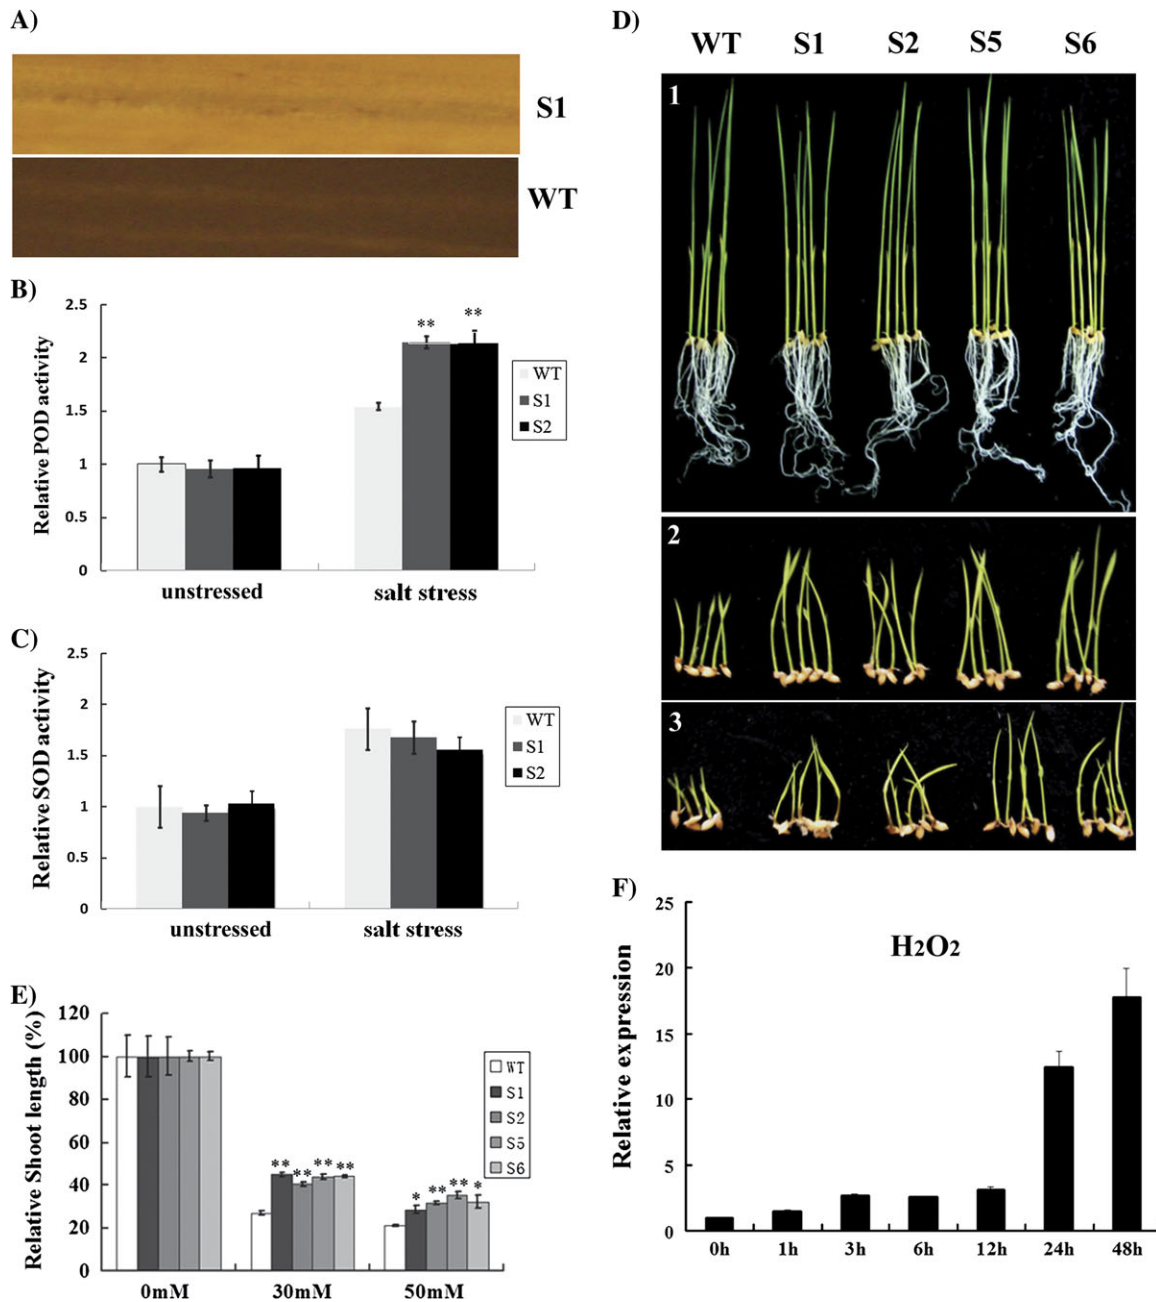 A)
S1
WT
B)
Relative POD activity
2.5
2
1.5
1
0.5
0
**
**
WT
S1
S2
unstressed
salt stress
C)
Relative SOD activity
2.5
2
1.5
1
0.5
0
WT
S1
S2
unstressed
salt stress
E)
Relative Shoot length (%)
120
100
80
60
40
20
0
**
**
**
**
*
**
**
*
WT
S1
S2
S5
S6
0mM
30mM
50mM
D)
WT S1 S2 S5 S6
1
2
3
F)
Relative expression
25
20
15
10
5
0
H2O2
0h 1h 3h 6h 12h 24h 48h